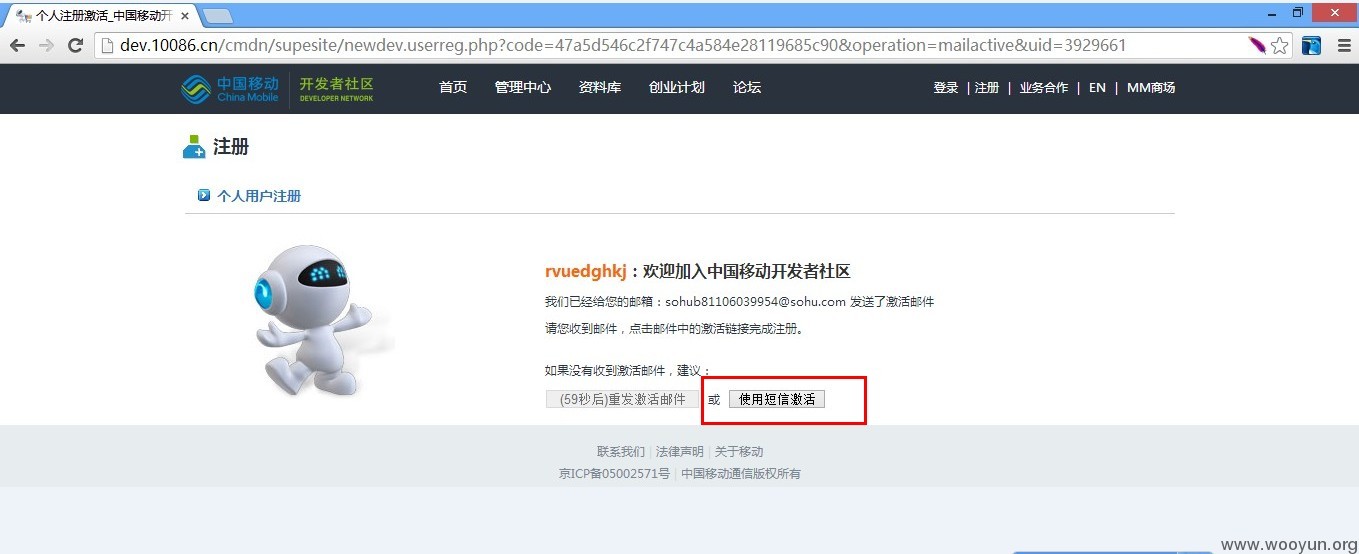 个人注册激活_中国移动开
dev.10086.cn/cmdn/supesite/newdev.userreg.php?code=47a5d546c2f747c4a584e28119685c90&operation=mailactive&uid=3929661
中国移动 China Mobile 开发者社区 DEVELOPER NETWORK 首页 管理中心 资料库 创业计划 论坛 登录 | 注册 | 业务合作 | EN | MM商场
注册
个人用户注册
rvuedghkj：欢迎加入中国移动开发者社区
我们已经给您的邮箱：sohub81106039954@sohu.com 发送了激活邮件
请您收到邮件，点击邮件中的激活链接完成注册。
如果没有收到激活邮件，建议：
(59秒后)重发激活邮件 或 使用短信激活
联系我们 | 法律声明 | 关于移动
京ICP备05002571号 | 中国移动通信版权所有
www.wooyun.org